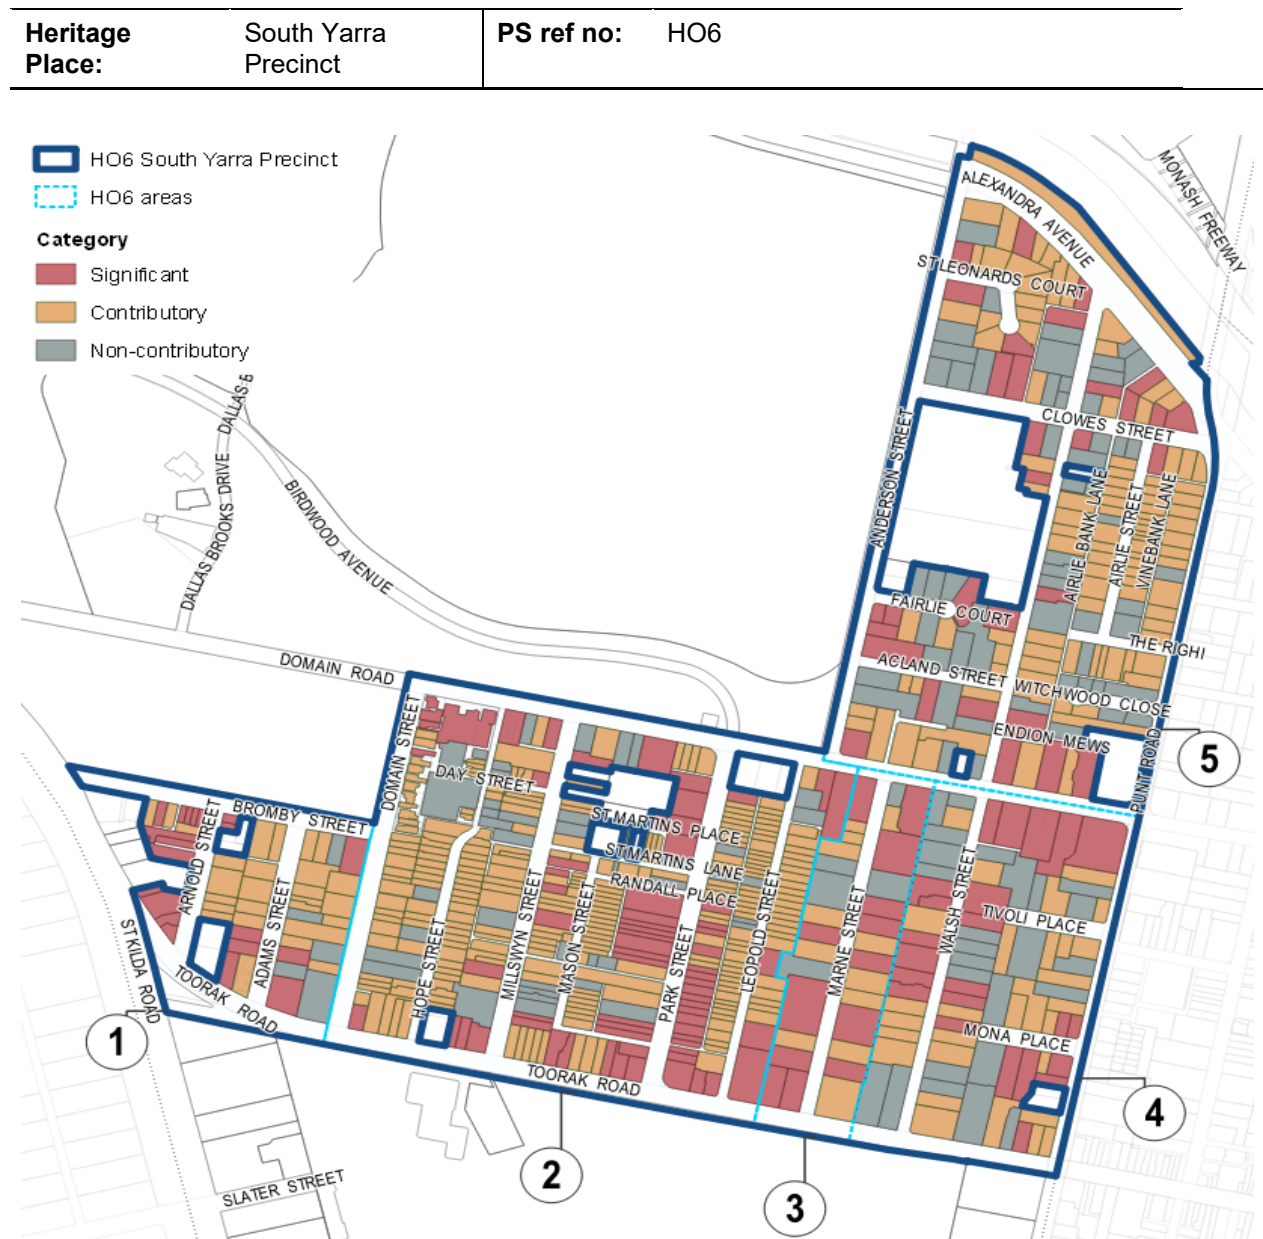 Heritage
Place:
South Yarra
Precinct
PS ref no:
HO6
HO6 South Yarra Precinct
HO6 areas
Category
Significant
Contributory
Non-contributory
MONASH FREEWAY
ALEXANDRA AVENUE
ST LEONARDS COURT
CLOWES STREET
ANDERSON STREET
AIRLIE BANK LANE
AIRLIE STREET
VINEBANK LANE
DALLAS B
DALLAS BROOKS DRIVE
BIRDWOOD AVENUE
FAIRLIE COURT
THE RIGHI
ACLAND STREET
WITCHWOOD CLOSE
ENDION MEWS
PUNT ROAD
5
DOMAIN ROAD
DOMAIN STREET
DAY STREET
BROMBY STREET
ARNOLD STREET
ADAMS STREET
ST MARTINS PLACE
ST MARTINS LANE
RANDALL PLACE
HOPE STREET
MILLSWYN STREET
MASON STREET
PARK STREET
LEOPOLD STREET
MARNE STREET
WALSH STREET
TIVOLI PLACE
MONA PLACE
ST KILDA ROAD
TOORAK ROAD
1
TOORAK ROAD
4
2
3
SLATER STREET